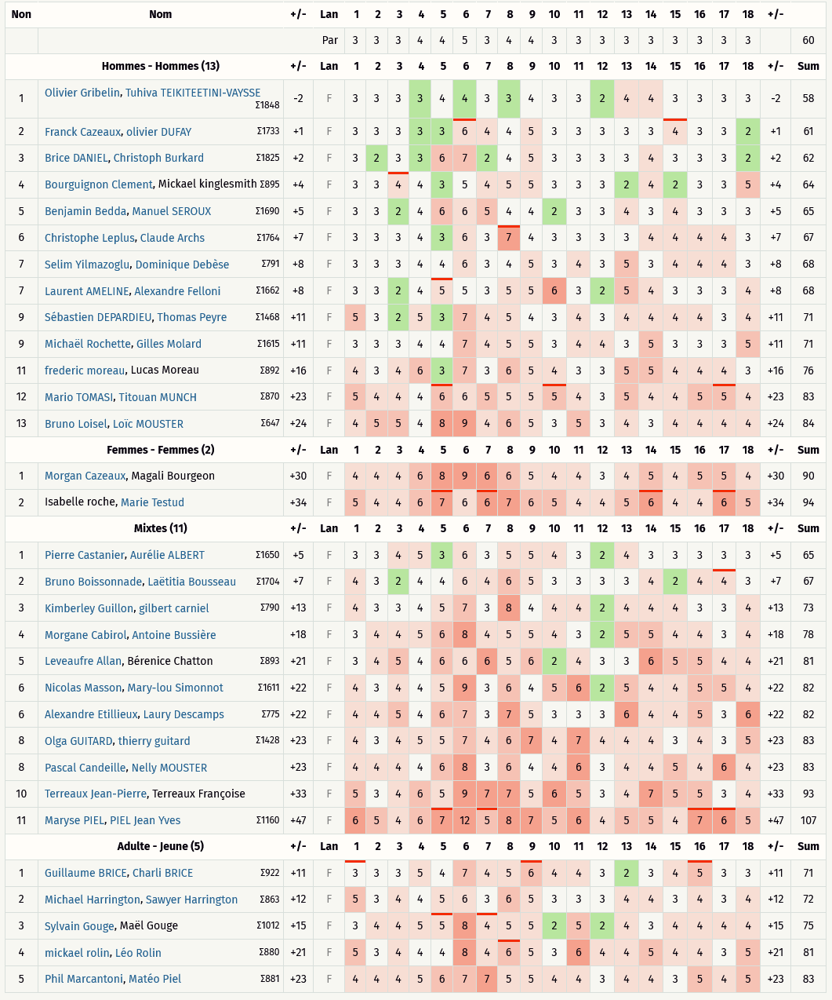 Non Nom +/- Lan 1 2 3 4 5 6 7 8 9 10 11 12 13 14 15 16 17 18 +/-
Par 3 3 3 4 4 5 3 4 4 3 3 3 3 3 3 3 3 3 60
Hommes - Hommes (13) +/- Lan 1 2 3 4 5 6 7 8 9 10 11 12 13 14 15 16 17 18 +/- Sum
1 Olivier Gribelin, Tuhiva TEIKITEETINI-VAYSSE Σ1848 -2 F 3 3 3 3 4 4 3 3 4 3 3 2 4 4 3 3 3 3 -2 58
2 Franck Cazeaux, olivier DUFAY Σ1733 +1 F 3 3 3 3 3 6 4 4 5 3 3 3 3 3 4 3 3 2 +1 61
3 Brice DANIEL, Christoph Burkard Σ1825 +2 F 3 2 3 3 6 7 2 4 5 3 3 3 3 4 3 3 3 2 +2 62
4 Bourguignon Clement, Mickael kinglesmith Σ895 +4 F 3 3 4 4 3 5 4 5 5 3 3 3 2 4 2 3 3 5 +4 64
5 Benjamin Bedda, Manuel SEROUX Σ1690 +5 F 3 3 2 4 6 6 5 4 4 2 3 3 4 3 4 3 3 3 +5 65
6 Christophe Leplus, Claude Archs Σ1764 +7 F 3 3 3 4 3 6 3 7 4 3 3 3 3 4 4 4 4 3 +7 67
7 Selim Yilmazoglu, Dominique Debèse Σ791 +8 F 3 3 3 4 4 6 3 4 5 3 4 3 5 3 4 4 4 3 +8 68
7 Laurent AMELINE, Alexandre Felloni Σ1662 +8 F 3 3 2 4 5 5 3 5 5 6 3 2 5 4 3 3 3 4 +8 68
9 Sébastien DEPARDIEU, Thomas Peyre Σ1468 +11 F 5 3 2 5 3 7 4 5 4 3 4 3 4 4 4 4 3 4 +11 71
9 Michaël Rochette, Gilles Molard Σ1615 +11 F 3 3 3 4 4 7 4 5 5 3 4 4 3 5 3 3 3 5 +11 71
11 frederic moreau, Lucas Moreau Σ892 +16 F 4 3 4 6 3 7 3 6 5 4 3 3 5 5 4 4 4 3 +16 76
12 Mario TOMASI, Titouan MUNCH Σ870 +23 F 5 4 4 4 6 6 5 5 5 5 4 3 5 4 4 5 5 4 +23 83
13 Bruno Loisel, Loïc MOUSTER Σ647 +24 F 4 5 5 4 8 9 4 6 5 3 5 3 4 3 4 4 4 4 +24 84
Femmes - Femmes (2) +/- Lan 1 2 3 4 5 6 7 8 9 10 11 12 13 14 15 16 17 18 +/- Sum
1 Morgan Cazeaux, Magali Bourgeon +30 F 4 4 4 6 8 9 6 6 5 4 4 3 4 5 4 5 5 4 +30 90
2 Isabelle roche, Marie Testud +34 F 5 4 4 6 7 6 6 7 6 5 4 4 5 6 4 4 6 5 +34 94
Mixtes (11) +/- Lan 1 2 3 4 5 6 7 8 9 10 11 12 13 14 15 16 17 18 +/- Sum
1 Pierre Castanier, Aurélie ALBERT Σ1650 +5 F 3 3 4 5 3 6 3 5 5 4 3 2 4 3 3 3 3 3 +5 65
2 Bruno Boissonnade, Laëtitia Bousseau Σ1704 +7 F 4 3 2 4 4 6 4 6 5 3 3 3 3 4 2 4 4 3 +7 67
3 Kimberley Guillon, gilbert carniel Σ790 +13 F 4 3 3 4 5 7 3 8 4 4 4 2 4 4 4 3 3 4 +13 73
4 Morgane Cabirol, Antoine Bussière +18 F 3 4 4 5 6 8 4 5 5 4 3 2 5 5 4 4 3 4 +18 78
5 Leveaufre Allan, Bérenice Chatton Σ893 +21 F 3 4 5 4 6 6 6 5 6 2 4 3 3 6 5 5 4 4 +21 81
6 Nicolas Masson, Mary-lou Simonnot Σ1611 +22 F 4 3 4 4 5 9 3 6 4 5 6 2 5 4 4 5 5 4 +22 82
6 Alexandre Etillieux, Laury Descamps Σ775 +22 F 4 4 5 4 6 7 3 7 5 3 3 3 6 4 4 5 3 6 +22 82
8 Olga GUITARD, thierry guitard Σ1428 +23 F 4 3 4 5 5 7 4 6 7 4 7 4 4 4 3 4 3 5 +23 83
8 Pascal Candeille, Nelly MOUSTER +23 F 4 4 4 4 6 8 3 6 4 4 6 3 4 4 5 4 6 4 +23 83
10 Terreaux Jean-Pierre, Terreaux Françoise +33 F 5 3 4 6 5 9 7 7 5 6 5 3 4 7 5 5 3 4 +33 93
11 Maryse PIEL, PIEL Jean Yves Σ1160 +47 F 6 5 4 6 7 12 5 8 7 5 6 4 5 5 4 7 6 5 +47 107
Adulte - Jeune (5) +/- Lan 1 2 3 4 5 6 7 8 9 10 11 12 13 14 15 16 17 18 +/- Sum
1 Guillaume BRICE, Charli BRICE Σ922 +11 F 3 3 3 5 4 7 4 5 6 4 4 3 2 3 4 5 3 3 +11 71
2 Michael Harrington, Sawyer Harrington Σ863 +12 F 5 3 4 4 5 6 3 6 5 3 3 3 4 4 3 4 3 4 +12 72
3 Sylvain Gouge, Maël Gouge Σ1012 +15 F 3 4 4 5 5 8 4 5 5 2 5 2 4 3 4 4 4 4 +15 75
4 mickael rolin, Léo Rolin Σ880 +21 F 5 3 4 4 4 8 4 6 5 3 6 4 4 5 4 4 3 5 +21 81
5 Phil Marcantoni, Matéo Piel Σ881 +23 F 4 4 4 5 6 7 7 5 5 4 4 3 4 4 3 5 4 5 +23 83